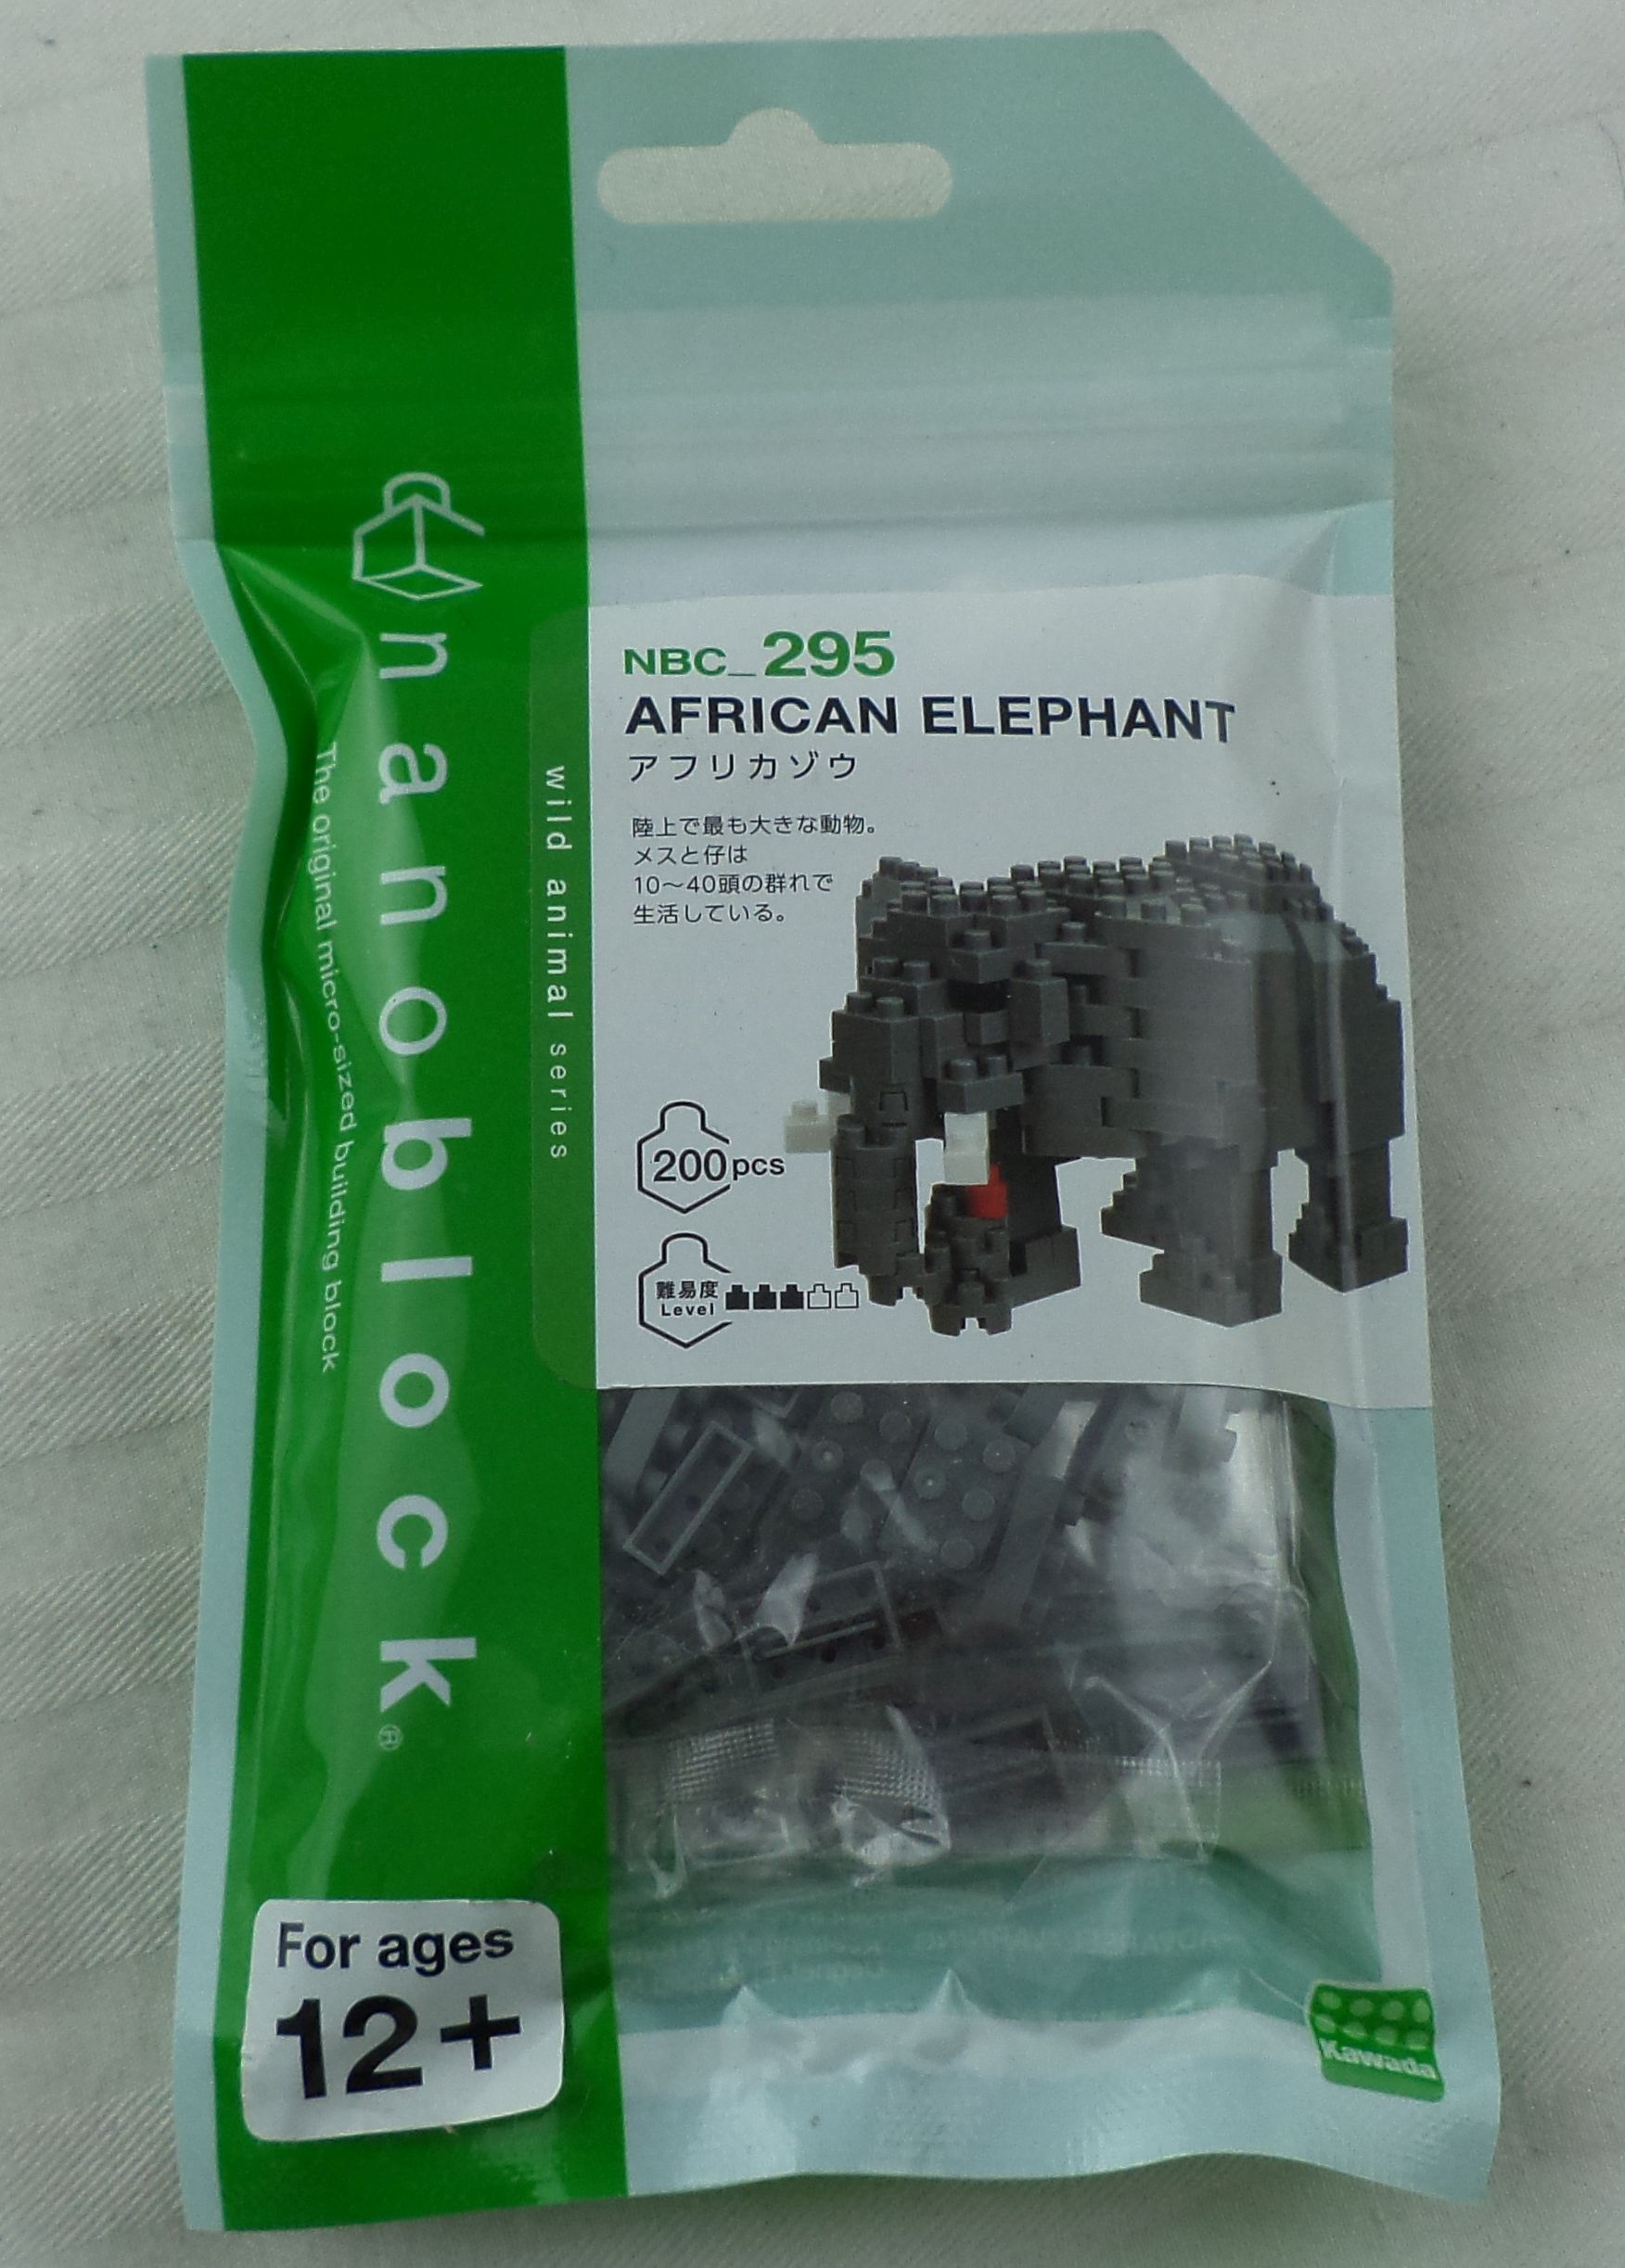 nanoblock®
The original micro-sized building block
wild animal series
NBC_295
AFRICAN ELEPHANT
アフリカゾウ
陸上で最も大きな動物。
メスと仔は
10～40頭の群れで
生活している。
200pcs
難易度
Level
For ages
12+
Kawada